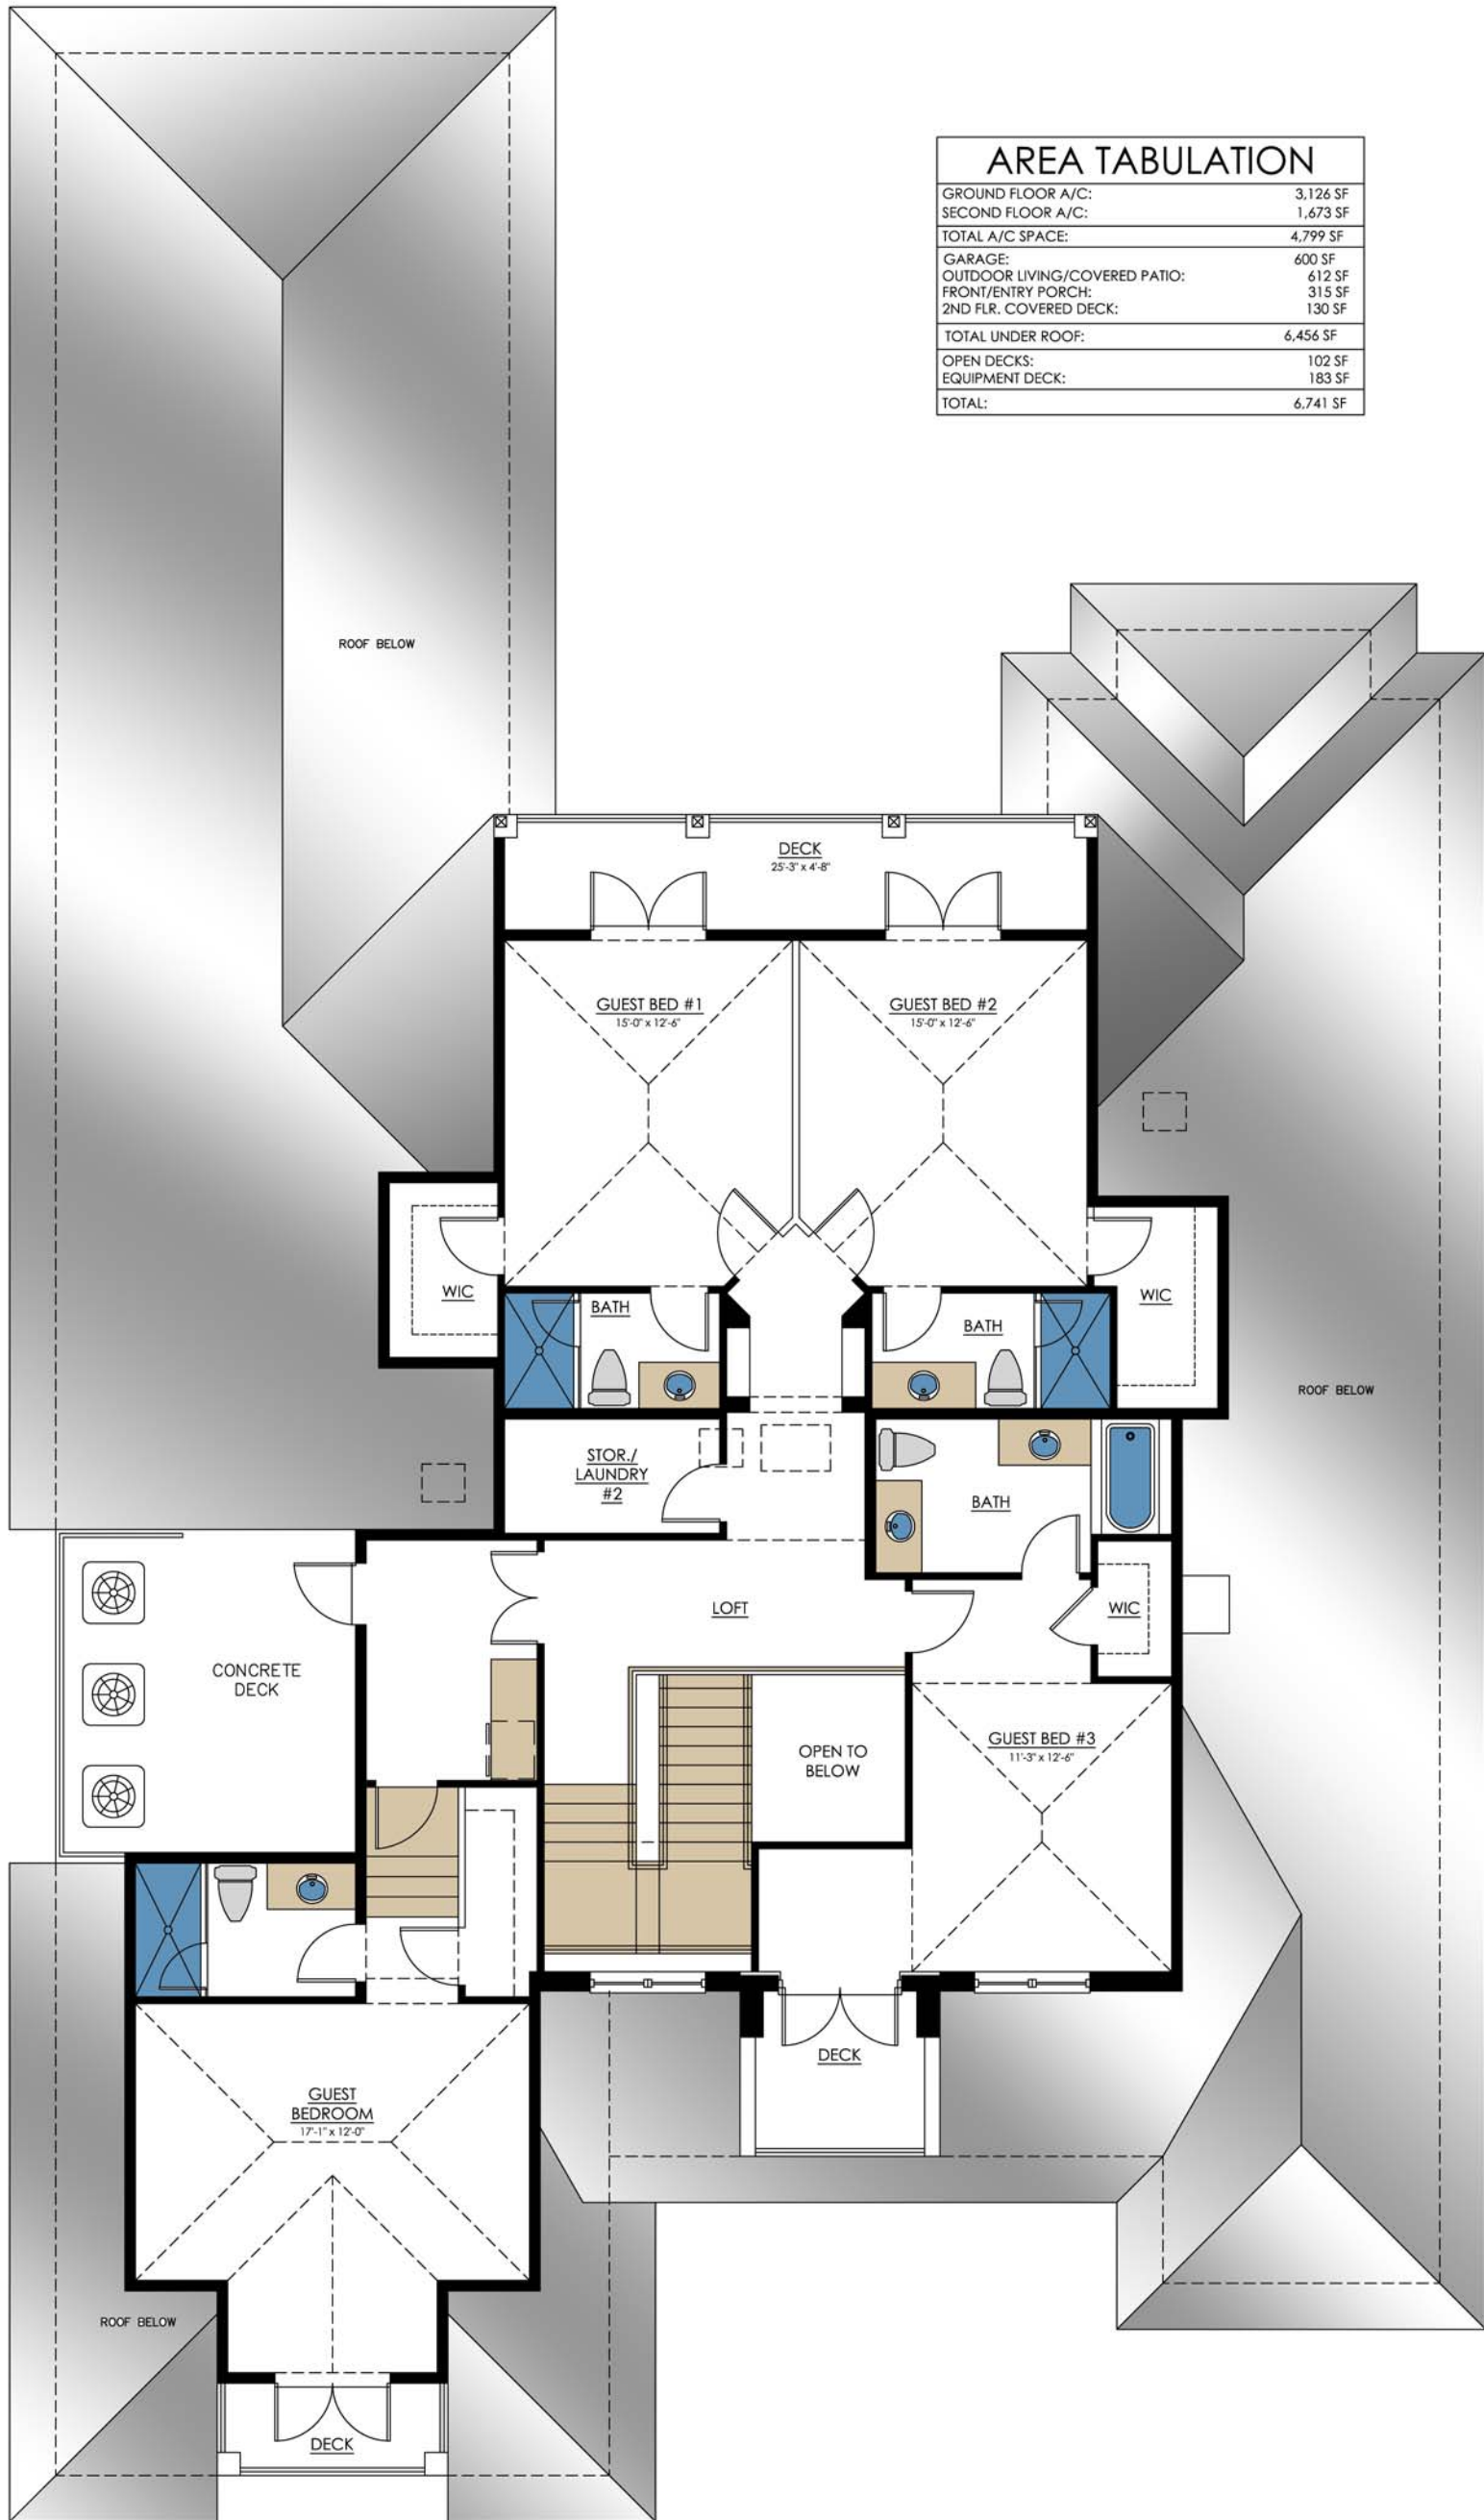 AREA TABULATION
GROUND FLOOR A/C: 3,126 SF
SECOND FLOOR A/C: 1,673 SF
TOTAL A/C SPACE: 4,799 SF
GARAGE: 600 SF
OUTDOOR LIVING/COVERED PATIO: 612 SF
FRONT/ENTRY PORCH: 315 SF
2ND FLR. COVERED DECK: 130 SF
TOTAL UNDER ROOF: 6,456 SF
OPEN DECKS: 102 SF
EQUIPMENT DECK: 183 SF
TOTAL: 6,741 SF
ROOF BELOW
DECK
25'-3" x 4'-8"
GUEST BED #1
15'-0" x 12'-6"
GUEST BED #2
15'-0" x 12'-6"
WIC
BATH
BATH
WIC
ROOF BELOW
STOR./
LAUNDRY
#2
BATH
LOFT
WIC
CONCRETE
DECK
OPEN TO
BELOW
GUEST BED #3
11'-3" x 12'-6"
DECK
GUEST
BEDROOM
17'-1" x 12'-0"
ROOF BELOW
DECK